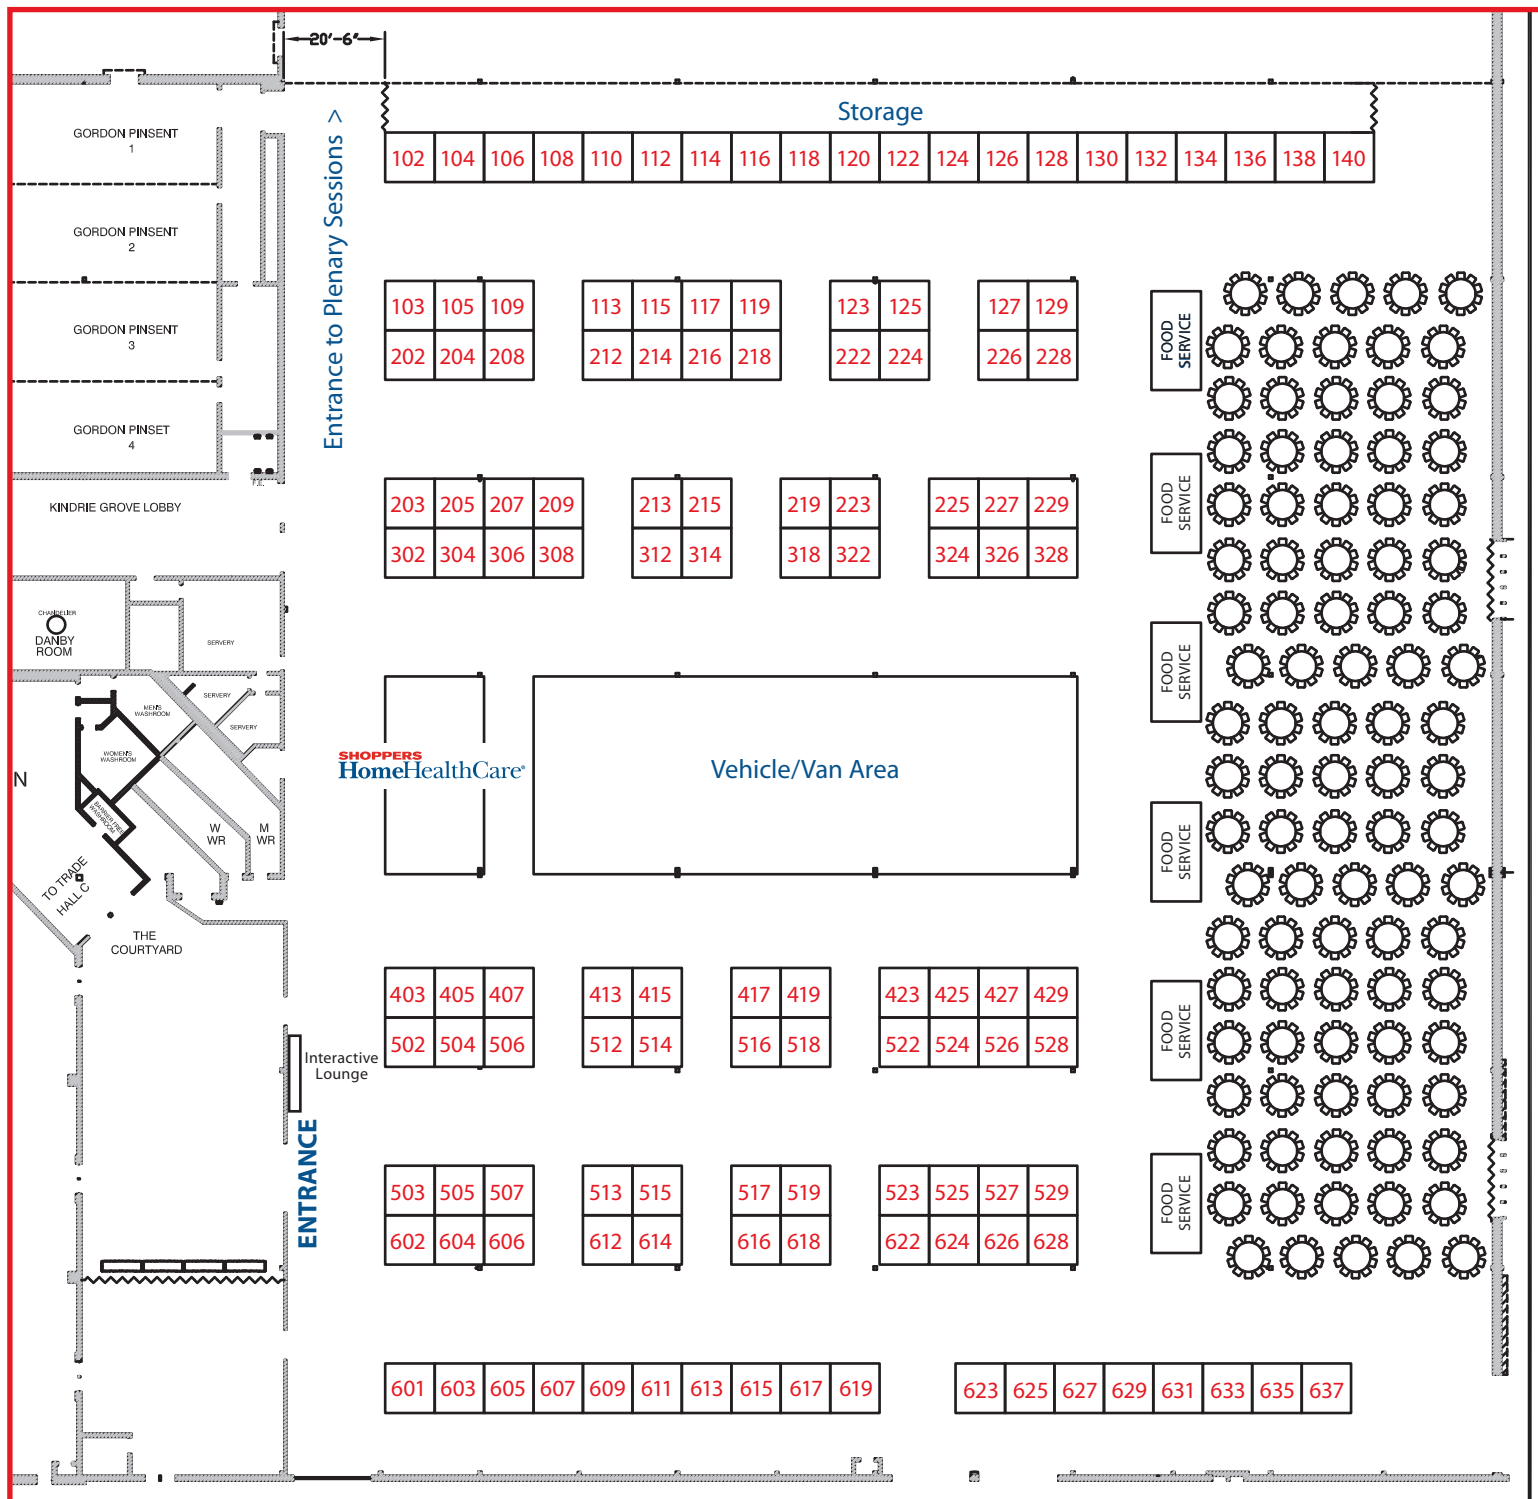 20'-6"
Storage
102 104 106 108 110 112 114 116 118 120 122 124 126 128 130 132 134 136 138 140
GORDON PINSENT
1
GORDON PINSENT
2
GORDON PINSENT
3
GORDON PINSET
4
Entrance to Plenary Sessions >
103 105 109 113 115 117 119 123 125 127 129
202 204 208 212 214 216 218 222 224 226 228
FOOD
SERVICE
F.E.
KINDRIE GROVE LOBBY
203 205 207 209 213 215 219 223 225 227 229
302 304 306 308 312 314 318 322 324 326 328
FOOD
SERVICE
CHANDELIER
DANBY
ROOM
SERVERY
SERVERY
SERVERY
MEN'S
WASHROOM
WOMEN'S
WASHROOM
BARRIER FREE
WASHROOM
N
W
WR
M
WR
TO TRADE
HALL C
THE
COURTYARD
SHOPPERS
HomeHealthCare
Vehicle/Van Area
FOOD
SERVICE
FOOD
SERVICE
403 405 407 413 415 417 419 423 425 427 429
502 504 506 512 514 516 518 522 524 526 528
FOOD
SERVICE
Interactive
Lounge
ENTRANCE
503 505 507 513 515 517 519 523 525 527 529
602 604 606 612 614 616 618 622 624 626 628
FOOD
SERVICE
601 603 605 607 609 611 613 615 617 619 623 625 627 629 631 633 635 637